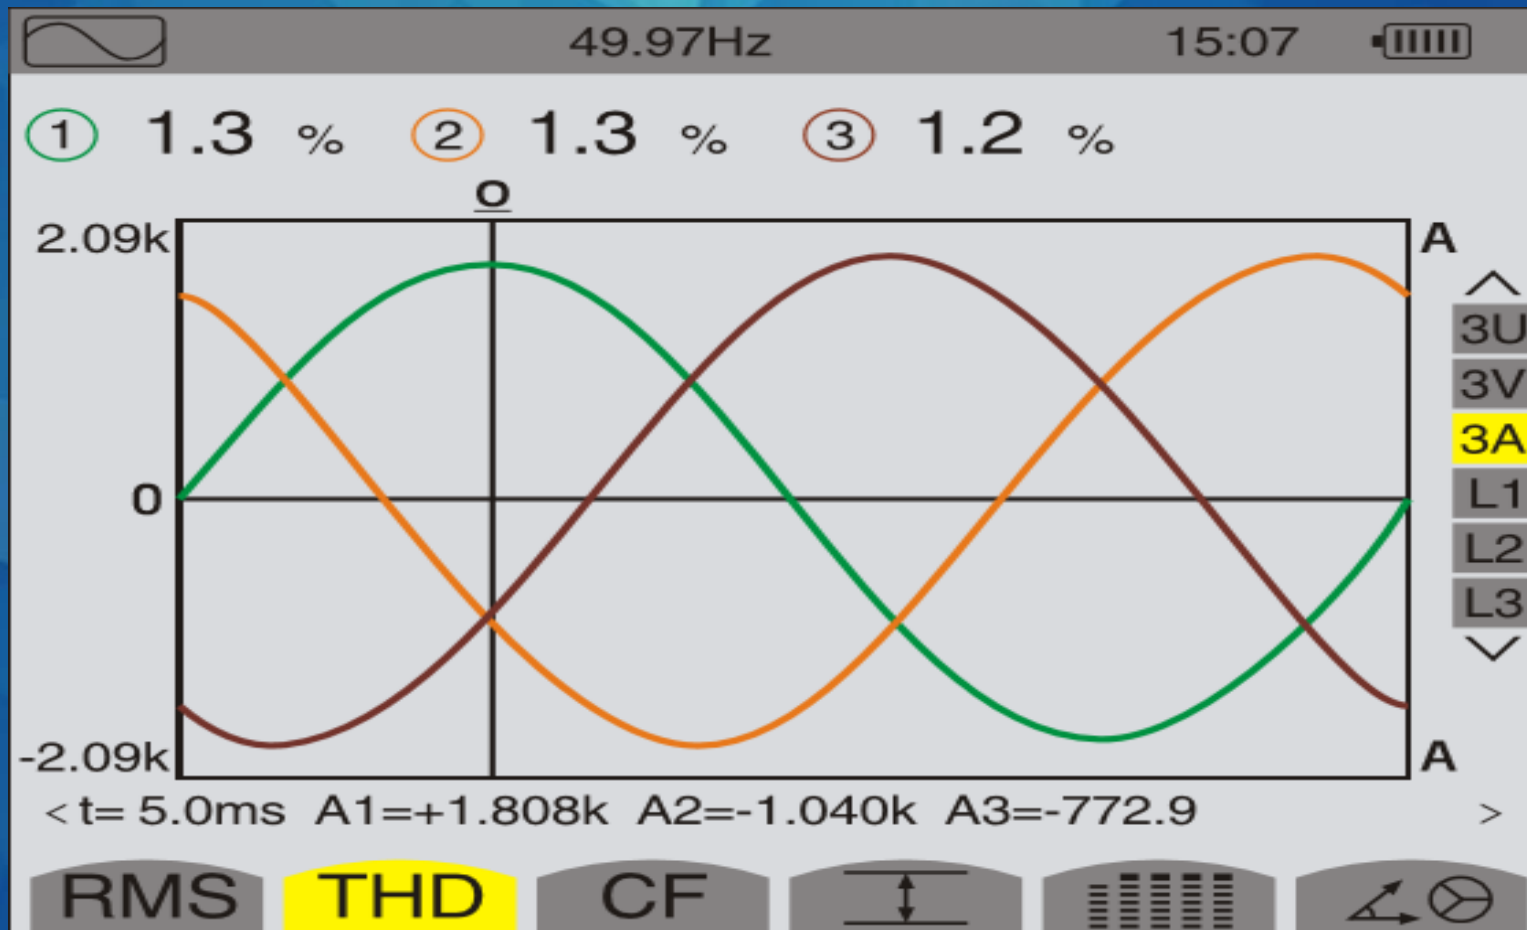 49.97Hz 15:07
1 1.3 % 2 1.3 % 3 1.2 %
O
2.09k A
0
-2.09k A
3U
3V
3A
L1
L2
L3
< t= 5.0ms A1=+1.808k A2=-1.040k A3=-772.9 >
RMS THD CF